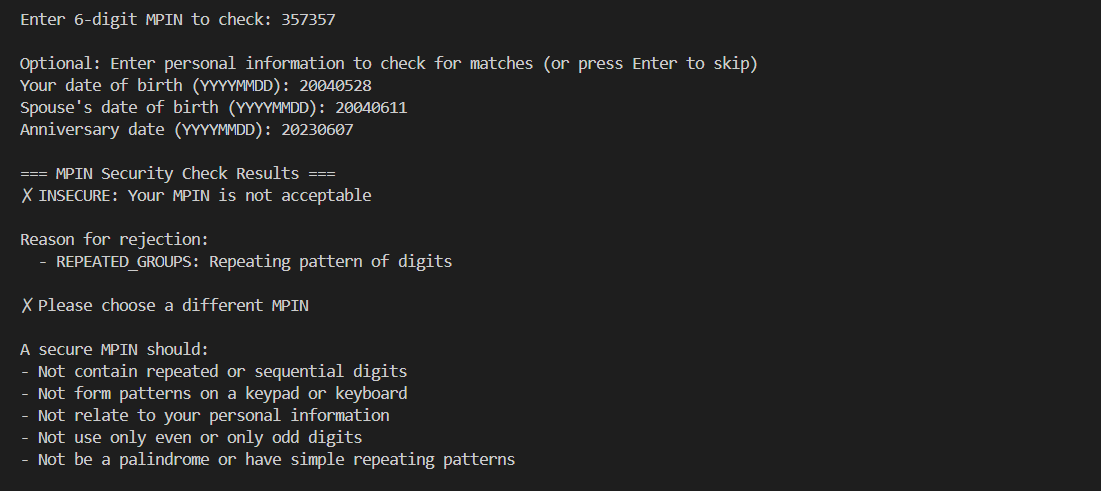 Enter 6-digit MPIN to check: 357357
Optional: Enter personal information to check for matches (or press Enter to skip)
Your date of birth (YYYYMMDD): 20040528
Spouse's date of birth (YYYYMMDD): 20040611
Anniversary date (YYYYMMDD): 20230607
=== MPIN Security Check Results ===
✗ INSECURE: Your MPIN is not acceptable
Reason for rejection:
- REPEATED_GROUPS: Repeating pattern of digits
✗ Please choose a different MPIN
A secure MPIN should:
- Not contain repeated or sequential digits
- Not form patterns on a keypad or keyboard
- Not relate to your personal information
- Not use only even or only odd digits
- Not be a palindrome or have simple repeating patterns